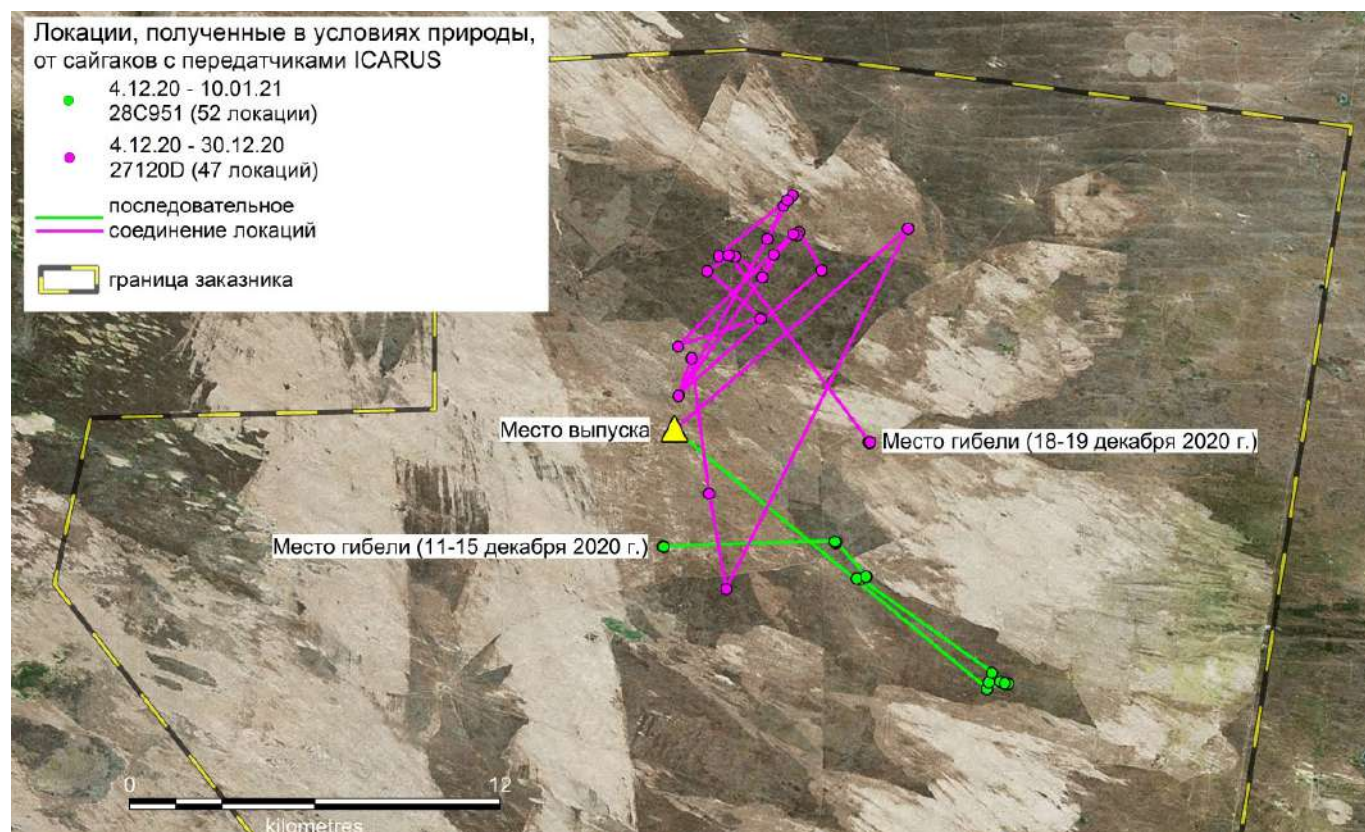 Локации, полученные в условиях природы,
от сайгаков с передатчиками ICARUS
4.12.20 - 10.01.21
28C951 (52 локации)
4.12.20 - 30.12.20
27120D (47 локаций)
последовательное
соединение локаций
граница заказника
Место выпуска
Место гибели (18-19 декабря 2020 г.)
Место гибели (11-15 декабря 2020 г.)
0 12
kilometres